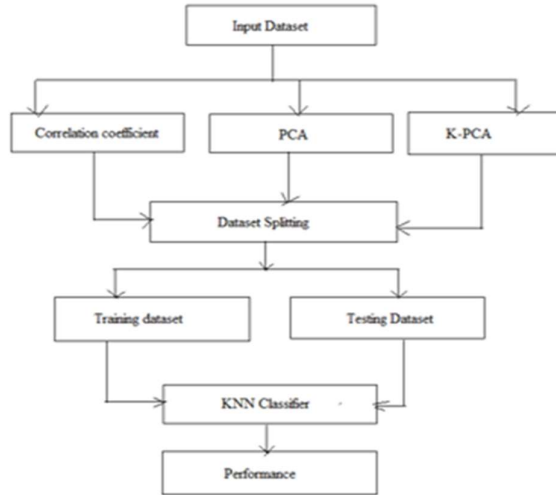 Input Dataset
Correlation coefficient
PCA
K-PCA
Dataset Splitting
Training dataset
Testing Dataset
KNN Classifier
Performance